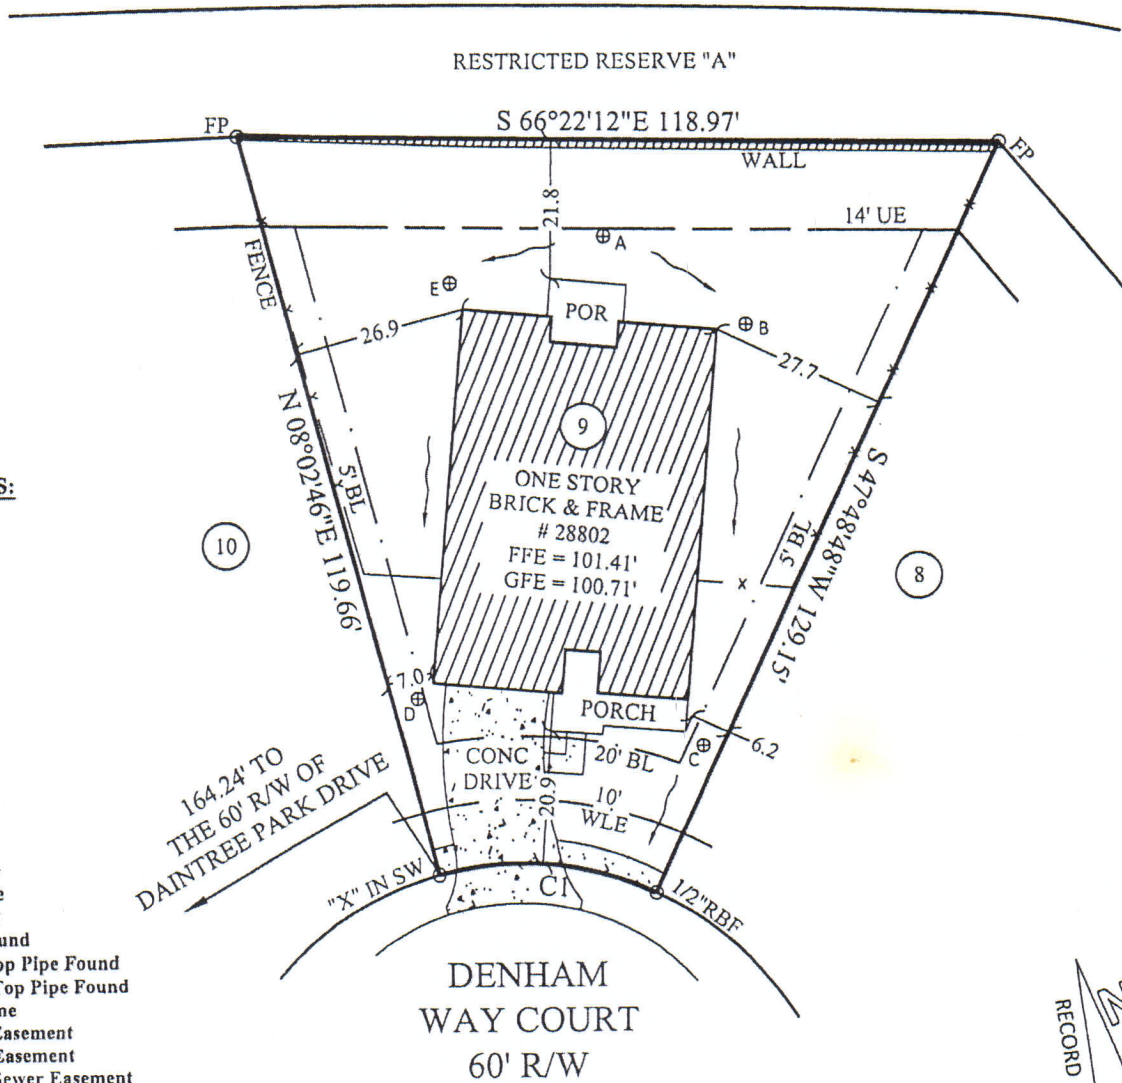 RESTRICTED RESERVE "A"
FP
S 66°22'12"E 118.97'
FP
WALL
21.8
14' UE
A
FENCE
E
POR
B
26.9
27.7
9
N 08°02'46"E 119.66'
5' BL
ONE STORY
BRICK & FRAME
# 28802
FFE = 101.41'
GFE = 100.71'
S 47°48'48"W 129.15'
5' BL
S:
10
8
7.0
D
PORCH
6.2
C
CONC
DRIVE
20' BL
20.9
10'
WLE
164.24' TO
THE 60' R/W OF
DAINTREE PARK DRIVE
"X" IN SW
C1
1/2"RBF
e
und
op Pipe Found
Top Pipe Found
ne
Easement
Easement
Sewer Easement
DENHAM
WAY COURT
60' R/W
RECORD
N